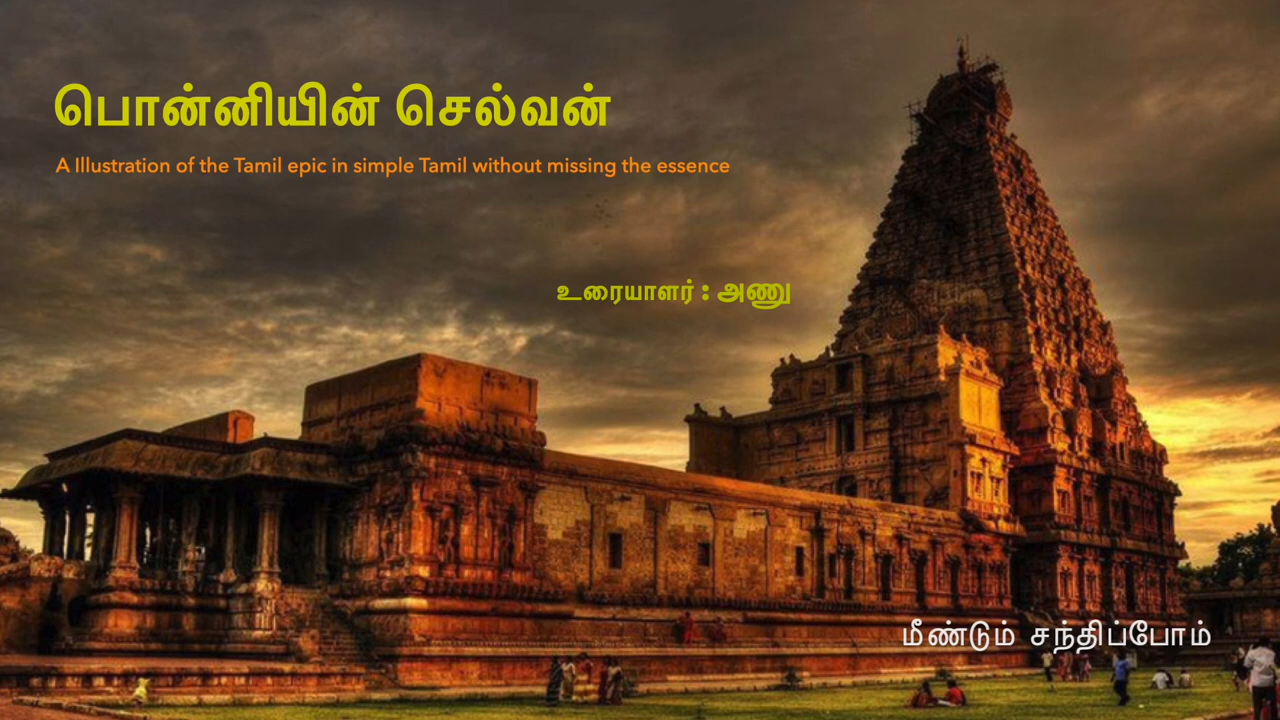 பொன்னியின் செல்வன்
A Illustration of the Tamil epic in simple Tamil without missing the essence
உரையாளர் : அணு
மீண்டும் சந்திப்போம்